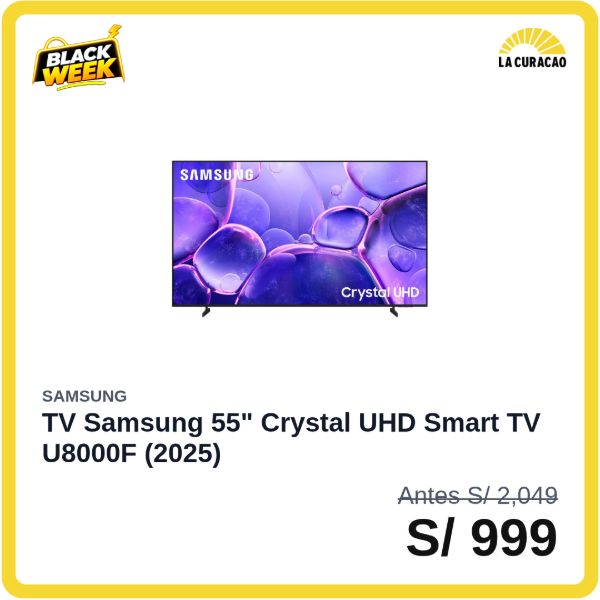 BLACK
WEEK
LA CURACAO
SAMSUNG
Crystal UHD
SAMSUNG
TV Samsung 55" Crystal UHD Smart TV
U8000F (2025)
Antes S/ 2,049
S/ 999